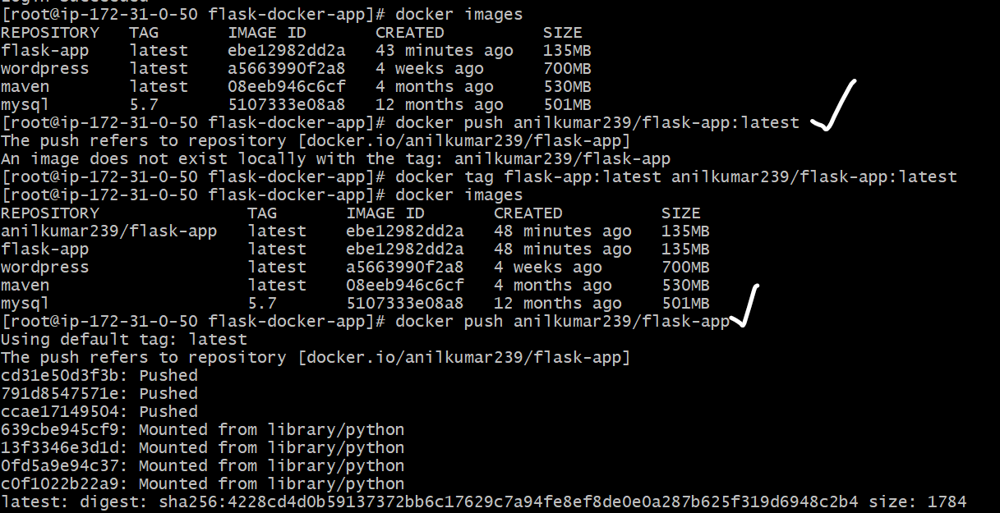 Login Succeeded
[root@ip-172-31-0-50 flask-docker-app]# docker images
REPOSITORY   TAG       IMAGE ID       CREATED          SIZE
flask-app    latest    ebe12982dd2a   43 minutes ago   135MB
wordpress    latest    a5663990f2a8   4 weeks ago      700MB
maven        latest    08eeb946c6cf   4 months ago     530MB
mysql        5.7       5107333e08a8   12 months ago    501MB
[root@ip-172-31-0-50 flask-docker-app]# docker push anilkumar239/flask-app:latest
The push refers to repository [docker.io/anilkumar239/flask-app]
An image does not exist locally with the tag: anilkumar239/flask-app
[root@ip-172-31-0-50 flask-docker-app]# docker tag flask-app:latest anilkumar239/flask-app:latest
[root@ip-172-31-0-50 flask-docker-app]# docker images
REPOSITORY               TAG       IMAGE ID       CREATED          SIZE
anilkumar239/flask-app   latest    ebe12982dd2a   48 minutes ago   135MB
flask-app                latest    ebe12982dd2a   48 minutes ago   135MB
wordpress                latest    a5663990f2a8   4 weeks ago      700MB
maven                    latest    08eeb946c6cf   4 months ago     530MB
mysql                    5.7       5107333e08a8   12 months ago    501MB
[root@ip-172-31-0-50 flask-docker-app]# docker push anilkumar239/flask-app
Using default tag: latest
The push refers to repository [docker.io/anilkumar239/flask-app]
cd31e50d3f3b: Pushed
791d8547571e: Pushed
ccae17149504: Pushed
639cbe945cf9: Mounted from library/python
13f3346e3d1d: Mounted from library/python
0fd5a9e94c37: Mounted from library/python
c0f1022b22a9: Mounted from library/python
latest: digest: sha256:4228cd4d0b59137372bb6c17629c7a94fe8ef8de0e0a287b625f319d6948c2b4 size: 1784